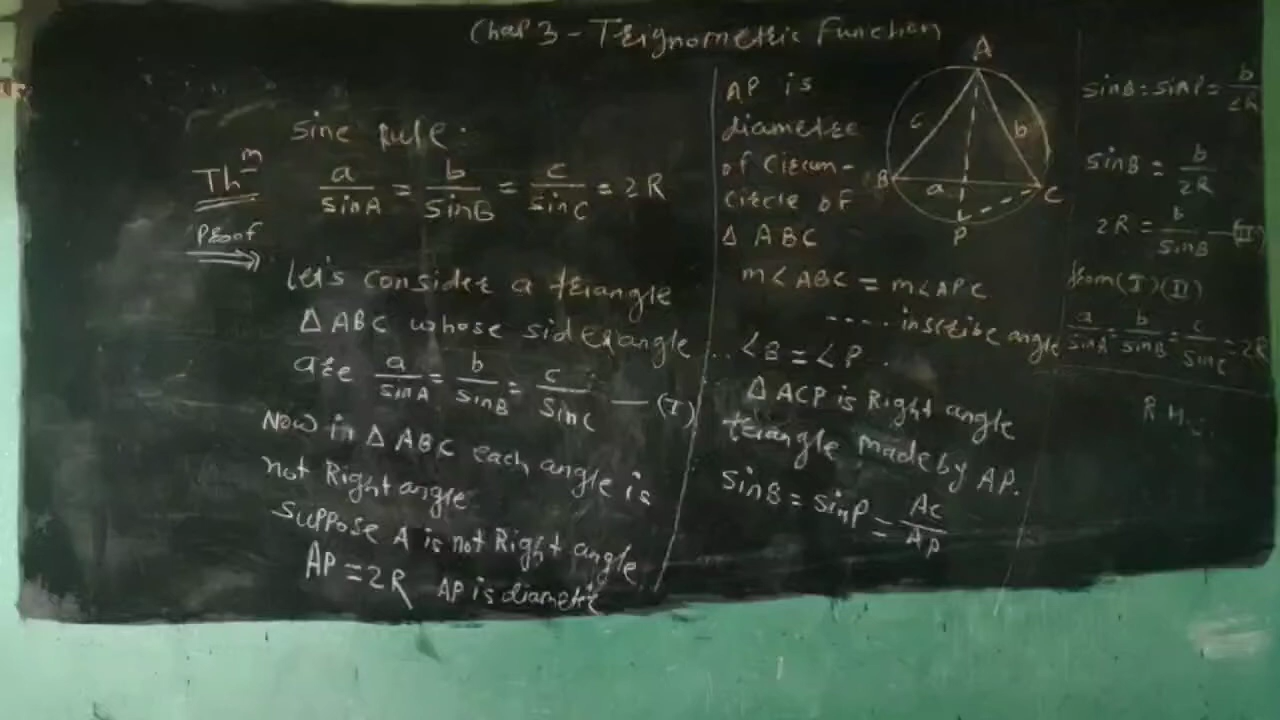 Chap 3 - Trignometric Function
sine Rule:
Th^m a/sinA = b/sinB = c/sinC = 2R
Proof
Let's consider a triangle
Δ ABC whose side & angle
are a/sinA = b/sinB = c/sinC — (I)
Now in Δ ABC each angle is
not Right angle
suppose A is not Right angle
AP = 2R AP is diametre
AP is
diametre
of Circum-
Circle of
Δ ABC
A
c
b
B
a
C
P
m∠ABC = m∠APC
.... inscribe angle
∠B = ∠P
Δ ACP is Right angle
triangle made by AP.
sinB = sinP = AC/AP
sinB = sinP = b/2R
sinB = b/2R
2R = b/sinB — (II)
from (I) (II)
a/sinA = b/sinB = c/sinC = 2R